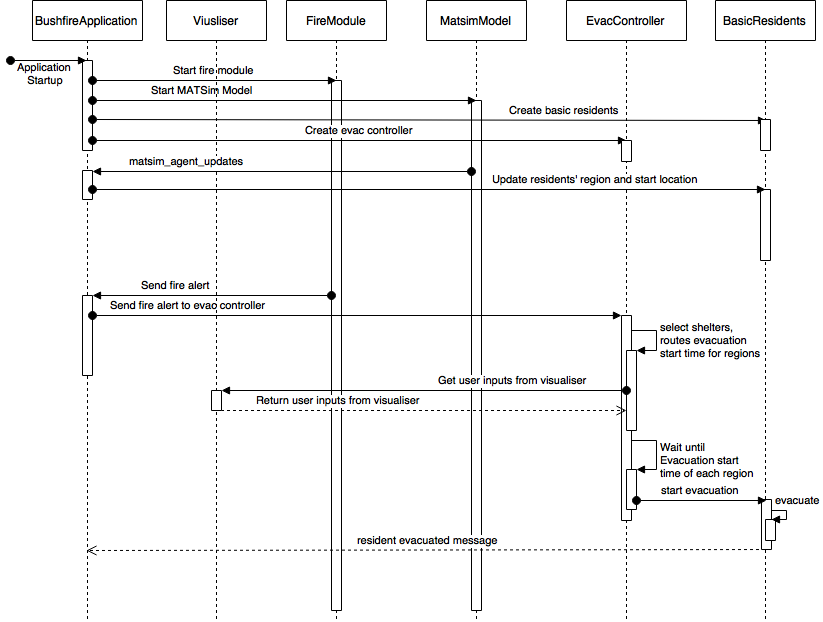 BushfireApplication
Viusliser
FireModule
MatsimModel
EvacController
BasicResidents
Application
Startup
Start fire module
Start MATSim Model
Create basic residents
Create evac controller
matsim_agent_updates
Update residents' region and start location
Send fire alert
Send fire alert to evac controller
select shelters,
routes evacuation
start time for regions
Get user inputs from visualiser
Return user inputs from visualiser
Wait until
Evacuation start
time of each region
start evacuation
evacuate
resident evacuated message